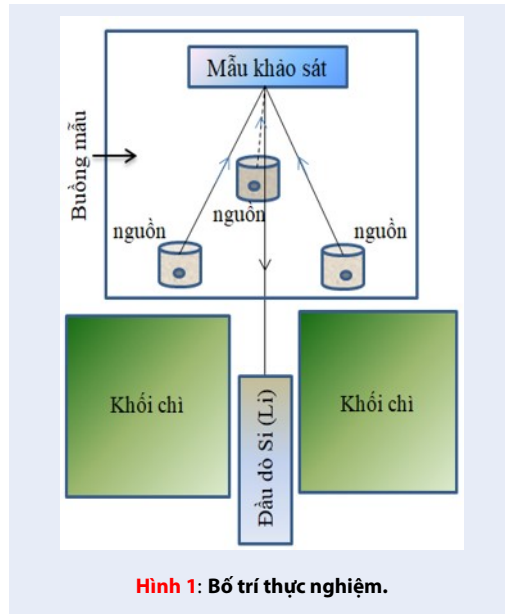 Mẫu khảo sát
Buồng mẫu
nguồn
nguồn
nguồn
Khối chì
Đầu dò Si (Li)
Khối chì
Hình 1: Bố trí thực nghiệm.